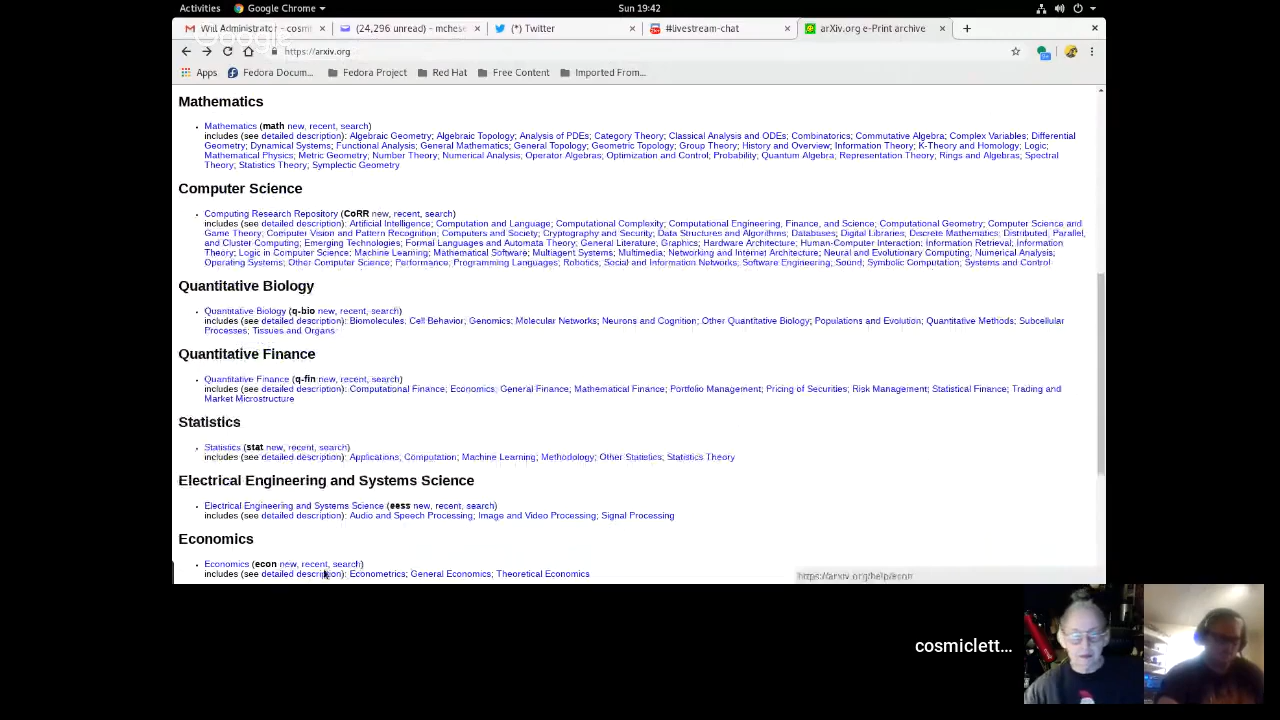 Activities Google Chrome Sun 19:42
Google
Wul Administrator - cosmi (24,296 unread) - mchese (*) Twitter #livestream-chat arXiv.org e-Print archive
https://arxiv.org
Apps Fedora Docum... Fedora Project Red Hat Free Content Imported From...
Mathematics
Mathematics (math new, recent, search)
includes (see detailed description): Algebraic Geometry; Algebraic Topology; Analysis of PDEs; Category Theory; Classical Analysis and ODEs; Combinatorics; Commutative Algebra; Complex Variables; Differential
Geometry; Dynamical Systems; Functional Analysis; General Mathematics; General Topology; Geometric Topology; Group Theory; History and Overview; Information Theory; K-Theory and Homology; Logic;
Mathematical Physics; Metric Geometry; Number Theory; Numerical Analysis; Operator Algebras; Optimization and Control; Probability; Quantum Algebra; Representation Theory; Rings and Algebras; Spectral
Theory; Statistics Theory; Symplectic Geometry
Computer Science
Computing Research Repository (CoRR new, recent, search)
includes (see detailed description): Artificial Intelligence; Computation and Language; Computational Complexity; Computational Engineering, Finance, and Science; Computational Geometry; Computer Science and
Game Theory; Computer Vision and Pattern Recognition; Computers and Society; Cryptography and Security; Data Structures and Algorithms; Databases; Digital Libraries; Discrete Mathematics; Distributed, Parallel,
and Cluster Computing; Emerging Technologies; Formal Languages and Automata Theory; General Literature; Graphics; Hardware Architecture; Human-Computer Interaction; Information Retrieval; Information
Theory; Logic in Computer Science; Machine Learning; Mathematical Software; Multiagent Systems; Multimedia; Networking and Internet Architecture; Neural and Evolutionary Computing; Numerical Analysis;
Operating Systems; Other Computer Science; Performance; Programming Languages; Robotics; Social and Information Networks; Software Engineering; Sound; Symbolic Computation; Systems and Control
Quantitative Biology
Quantitative Biology (q-bio new, recent, search)
includes (see detailed description): Biomolecules; Cell Behavior; Genomics; Molecular Networks; Neurons and Cognition; Other Quantitative Biology; Populations and Evolution; Quantitative Methods; Subcellular
Processes; Tissues and Organs
Quantitative Finance
Quantitative Finance (q-fin new, recent, search)
includes (see detailed description): Computational Finance; Economics; General Finance; Mathematical Finance; Portfolio Management; Pricing of Securities; Risk Management; Statistical Finance; Trading and
Market Microstructure
Statistics
Statistics (stat new, recent, search)
includes (see detailed description): Applications; Computation; Machine Learning; Methodology; Other Statistics; Statistics Theory
Electrical Engineering and Systems Science
Electrical Engineering and Systems Science (eess new, recent, search)
includes (see detailed description): Audio and Speech Processing; Image and Video Processing; Signal Processing
Economics
Economics (econ new, recent, search)
includes (see detailed description): Econometrics; General Economics; Theoretical Economics
https://arxiv.org/help/econ
cosmiclett...